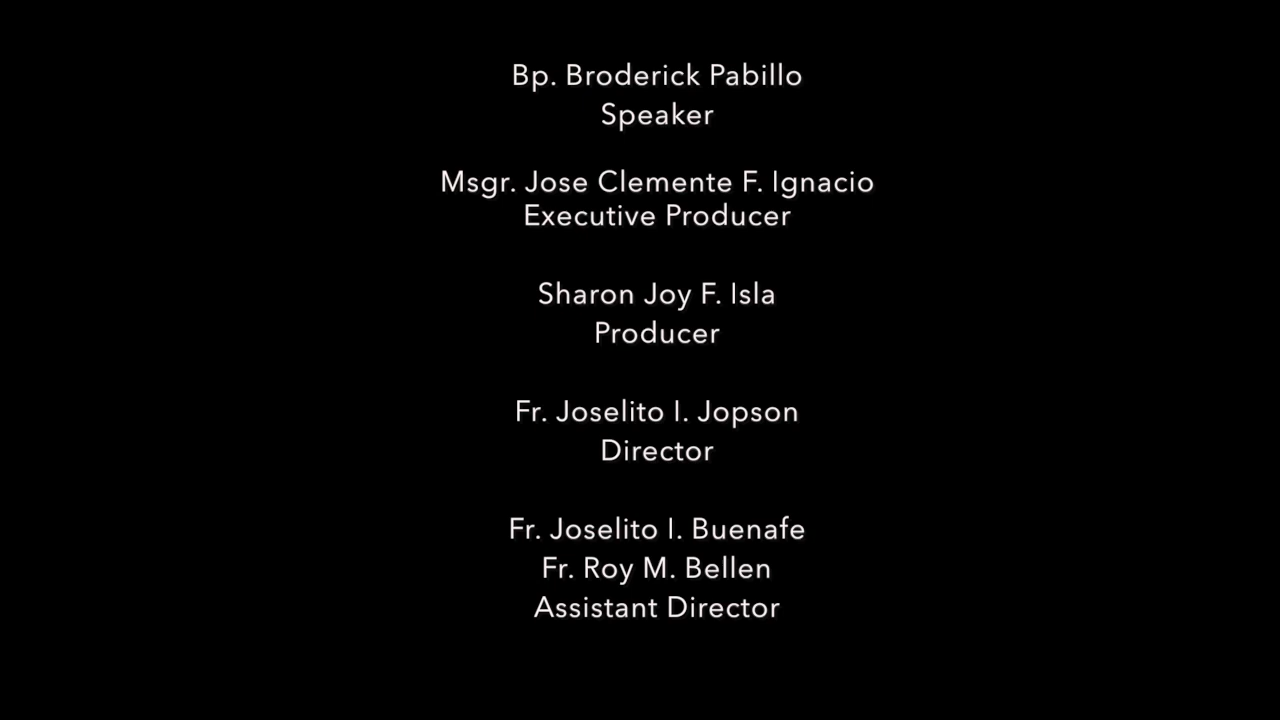 Bp. Broderick Pabillo
Speaker
Msgr. Jose Clemente F. Ignacio
Executive Producer
Sharon Joy F. Isla
Producer
Fr. Joselito I. Jopson
Director
Fr. Joselito I. Buenafe
Fr. Roy M. Bellen
Assistant Director